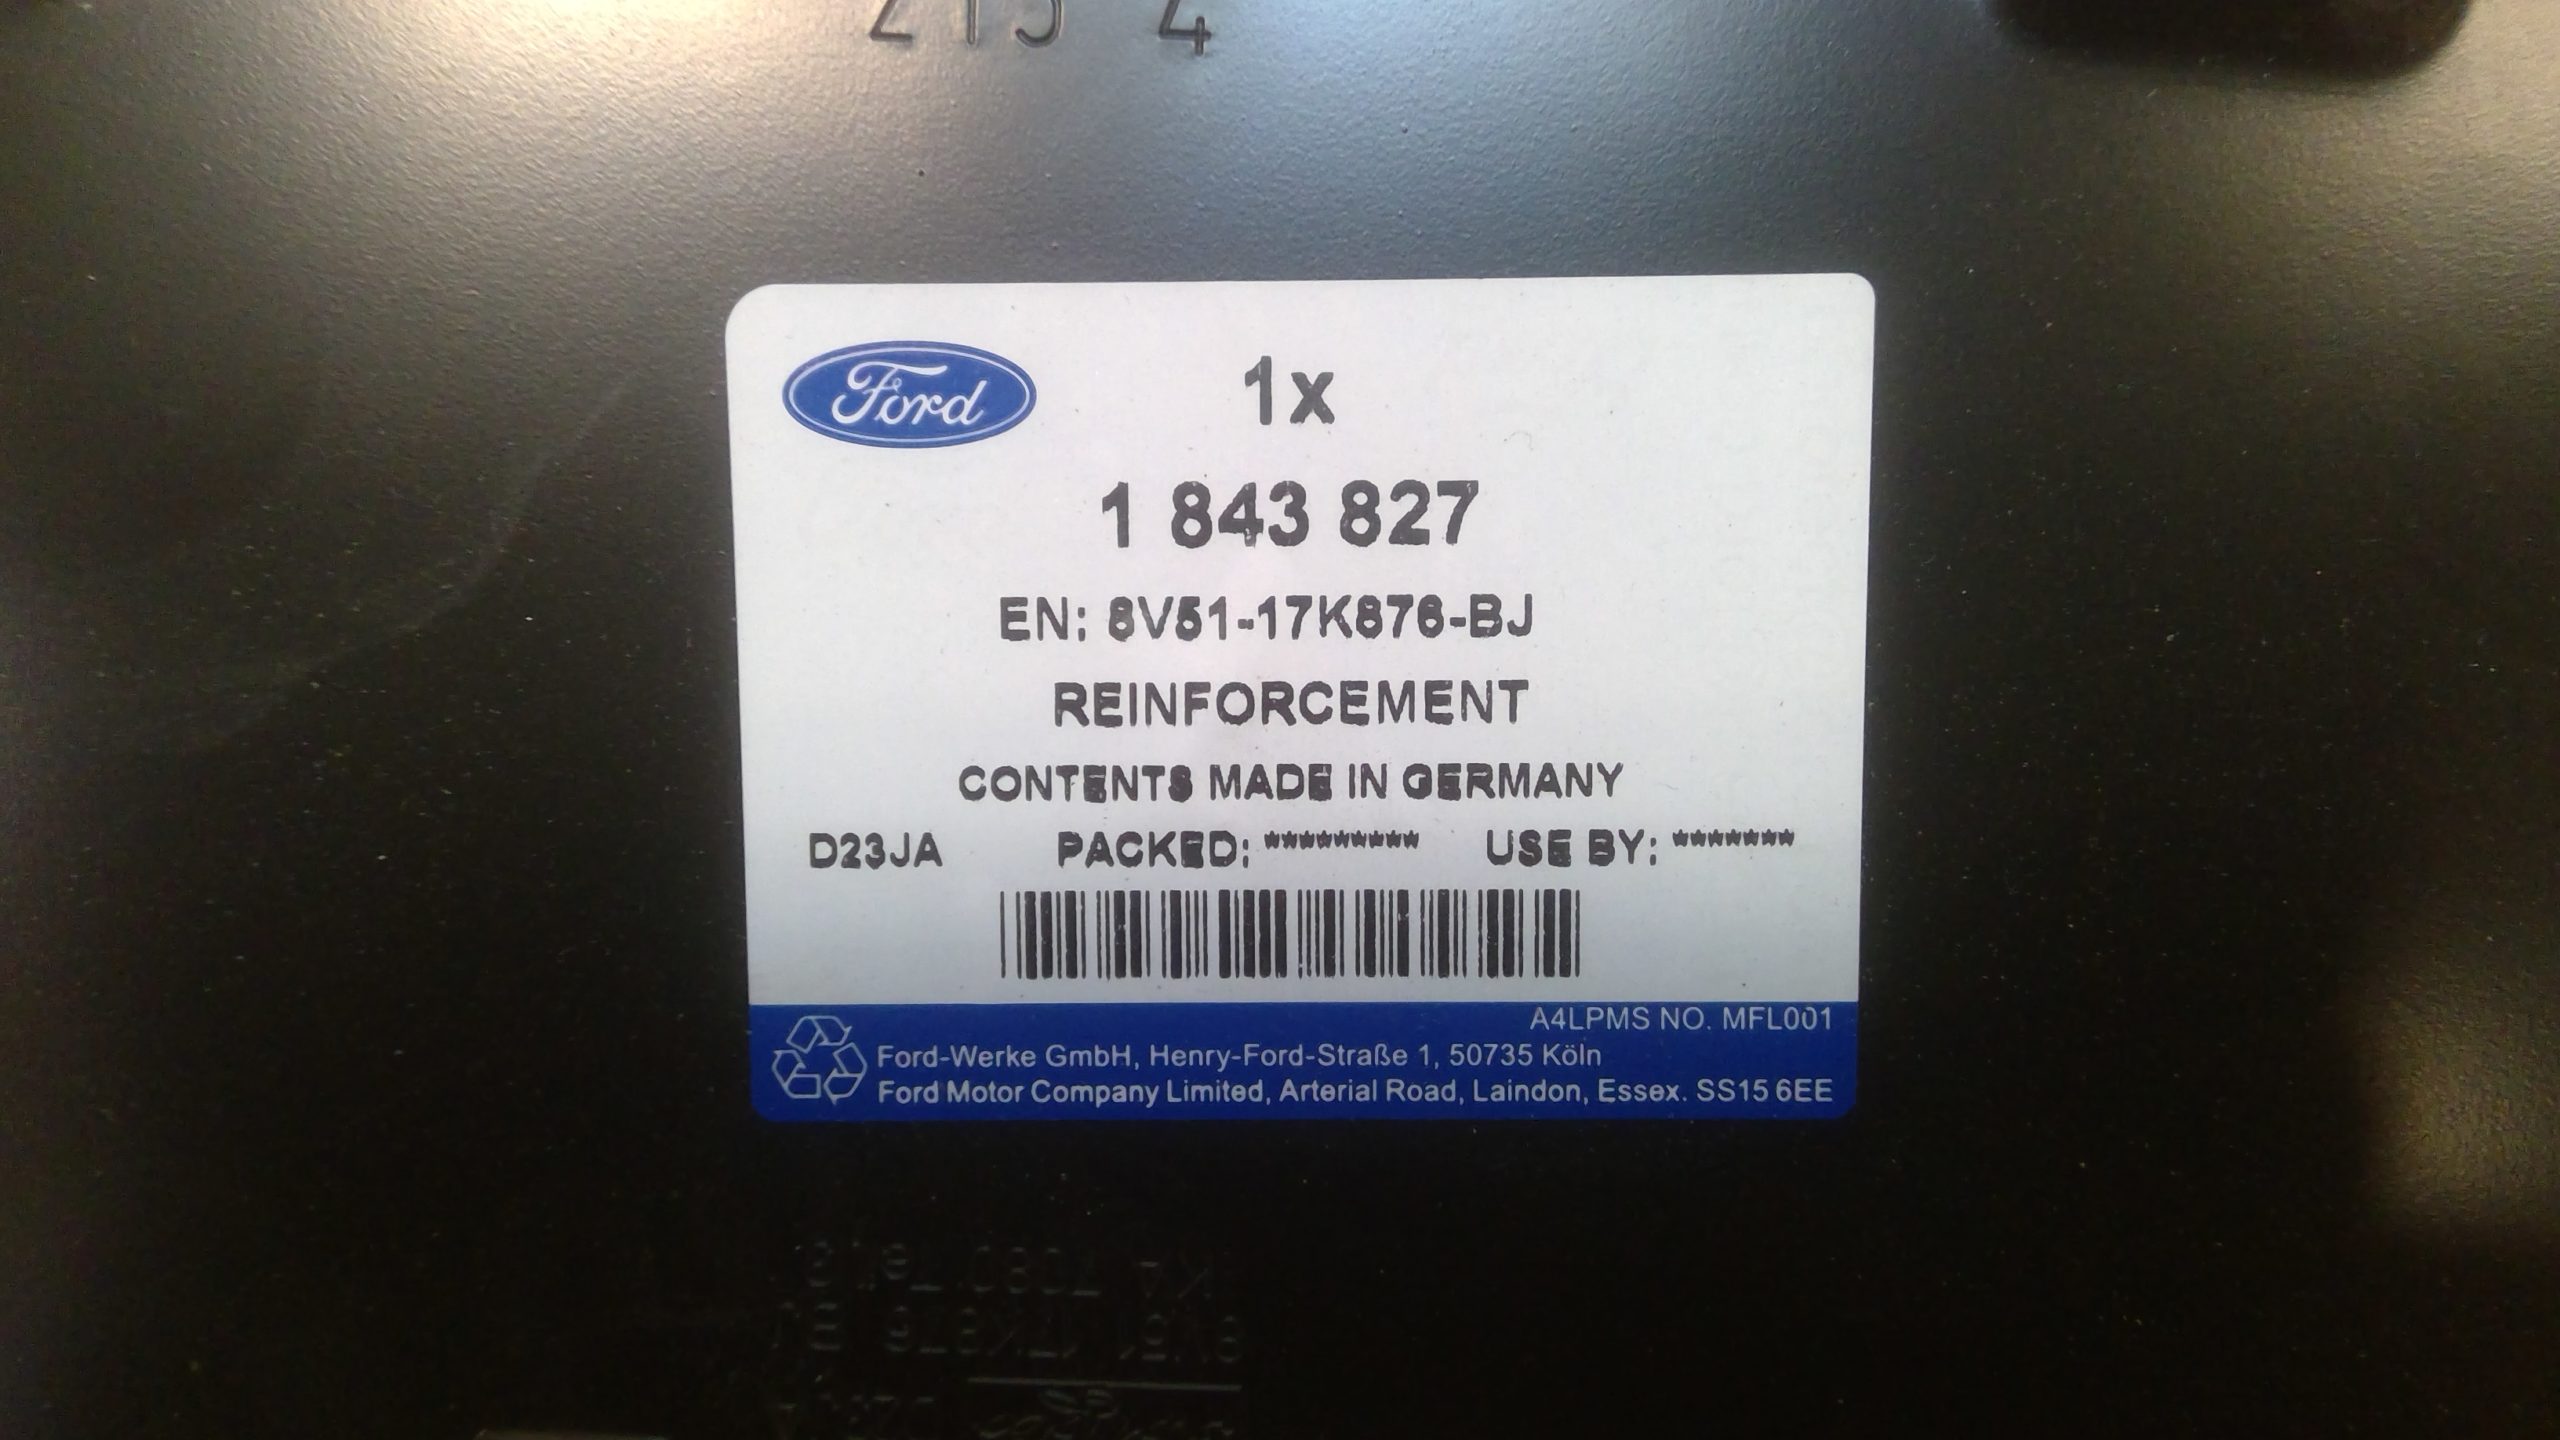 215 4
Ford
1x
1 843 827
EN: 8V51-17K876-BJ
REINFORCEMENT
CONTENTS MADE IN GERMANY
D23JA PACKED: ********* USE BY: *******
A4LPMS NO. MFL001
Ford-Werke GmbH, Henry-Ford-Straße 1, 50735 Köln
Ford Motor Company Limited, Arterial Road, Laindon, Essex. SS15 6EE